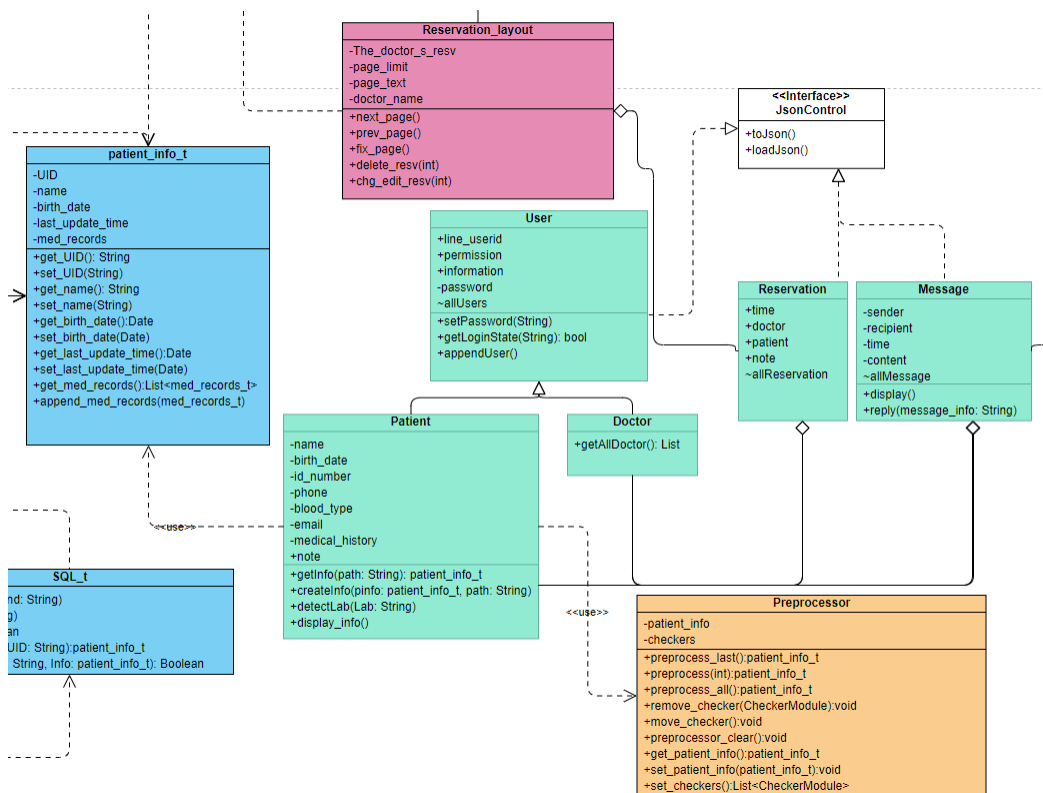 Reservation_layout
-The_doctor_s_resv
-page_limit
-page_text
-doctor_name
+next_page()
+prev_page()
+fix_page()
+delete_resv(int)
+chg_edit_resv(int)
<<Interface>>
JsonControl
+toJson()
+loadJson()
patient_info_t
-UID
-name
-birth_date
-last_update_time
-med_records
+get_UID(): String
+set_UID(String)
+get_name(): String
+set_name(String)
+get_birth_date():Date
+set_birth_date(Date)
+get_last_update_time():Date
+set_last_update_time(Date)
+get_med_records():List<med_records_t>
+append_med_records(med_records_t)
User
+line_userid
+permission
+information
-password
~allUsers
+setPassword(String)
+getLoginState(String): bool
+appendUser()
Reservation
+time
+doctor
+patient
+note
~allReservation
Message
-sender
-recipient
-time
-content
~allMessage
+display()
+reply(message_info: String)
Patient
-name
-birth_date
-id_number
-phone
-blood_type
-email
-medical_history
+note
+getInfo(path: String): patient_info_t
+createInfo(pinfo: patient_info_t, path: String)
+detectLab(Lab: String)
+display_info()
Doctor
+getAllDoctor(): List
<<use>>
<<use>>
SQL_t
nd: String)
g)
an
UID: String):patient_info_t
String, Info: patient_info_t): Boolean
Preprocessor
-patient_info
-checkers
+preprocess_last():patient_info_t
+preprocess(int):patient_info_t
+preprocess_all():patient_info_t
+remove_checker(CheckerModule):void
+move_checker():void
+preprocessor_clear():void
+get_patient_info():patient_info_t
+set_patient_info(patient_info_t):void
+set_checkers():List<CheckerModule>